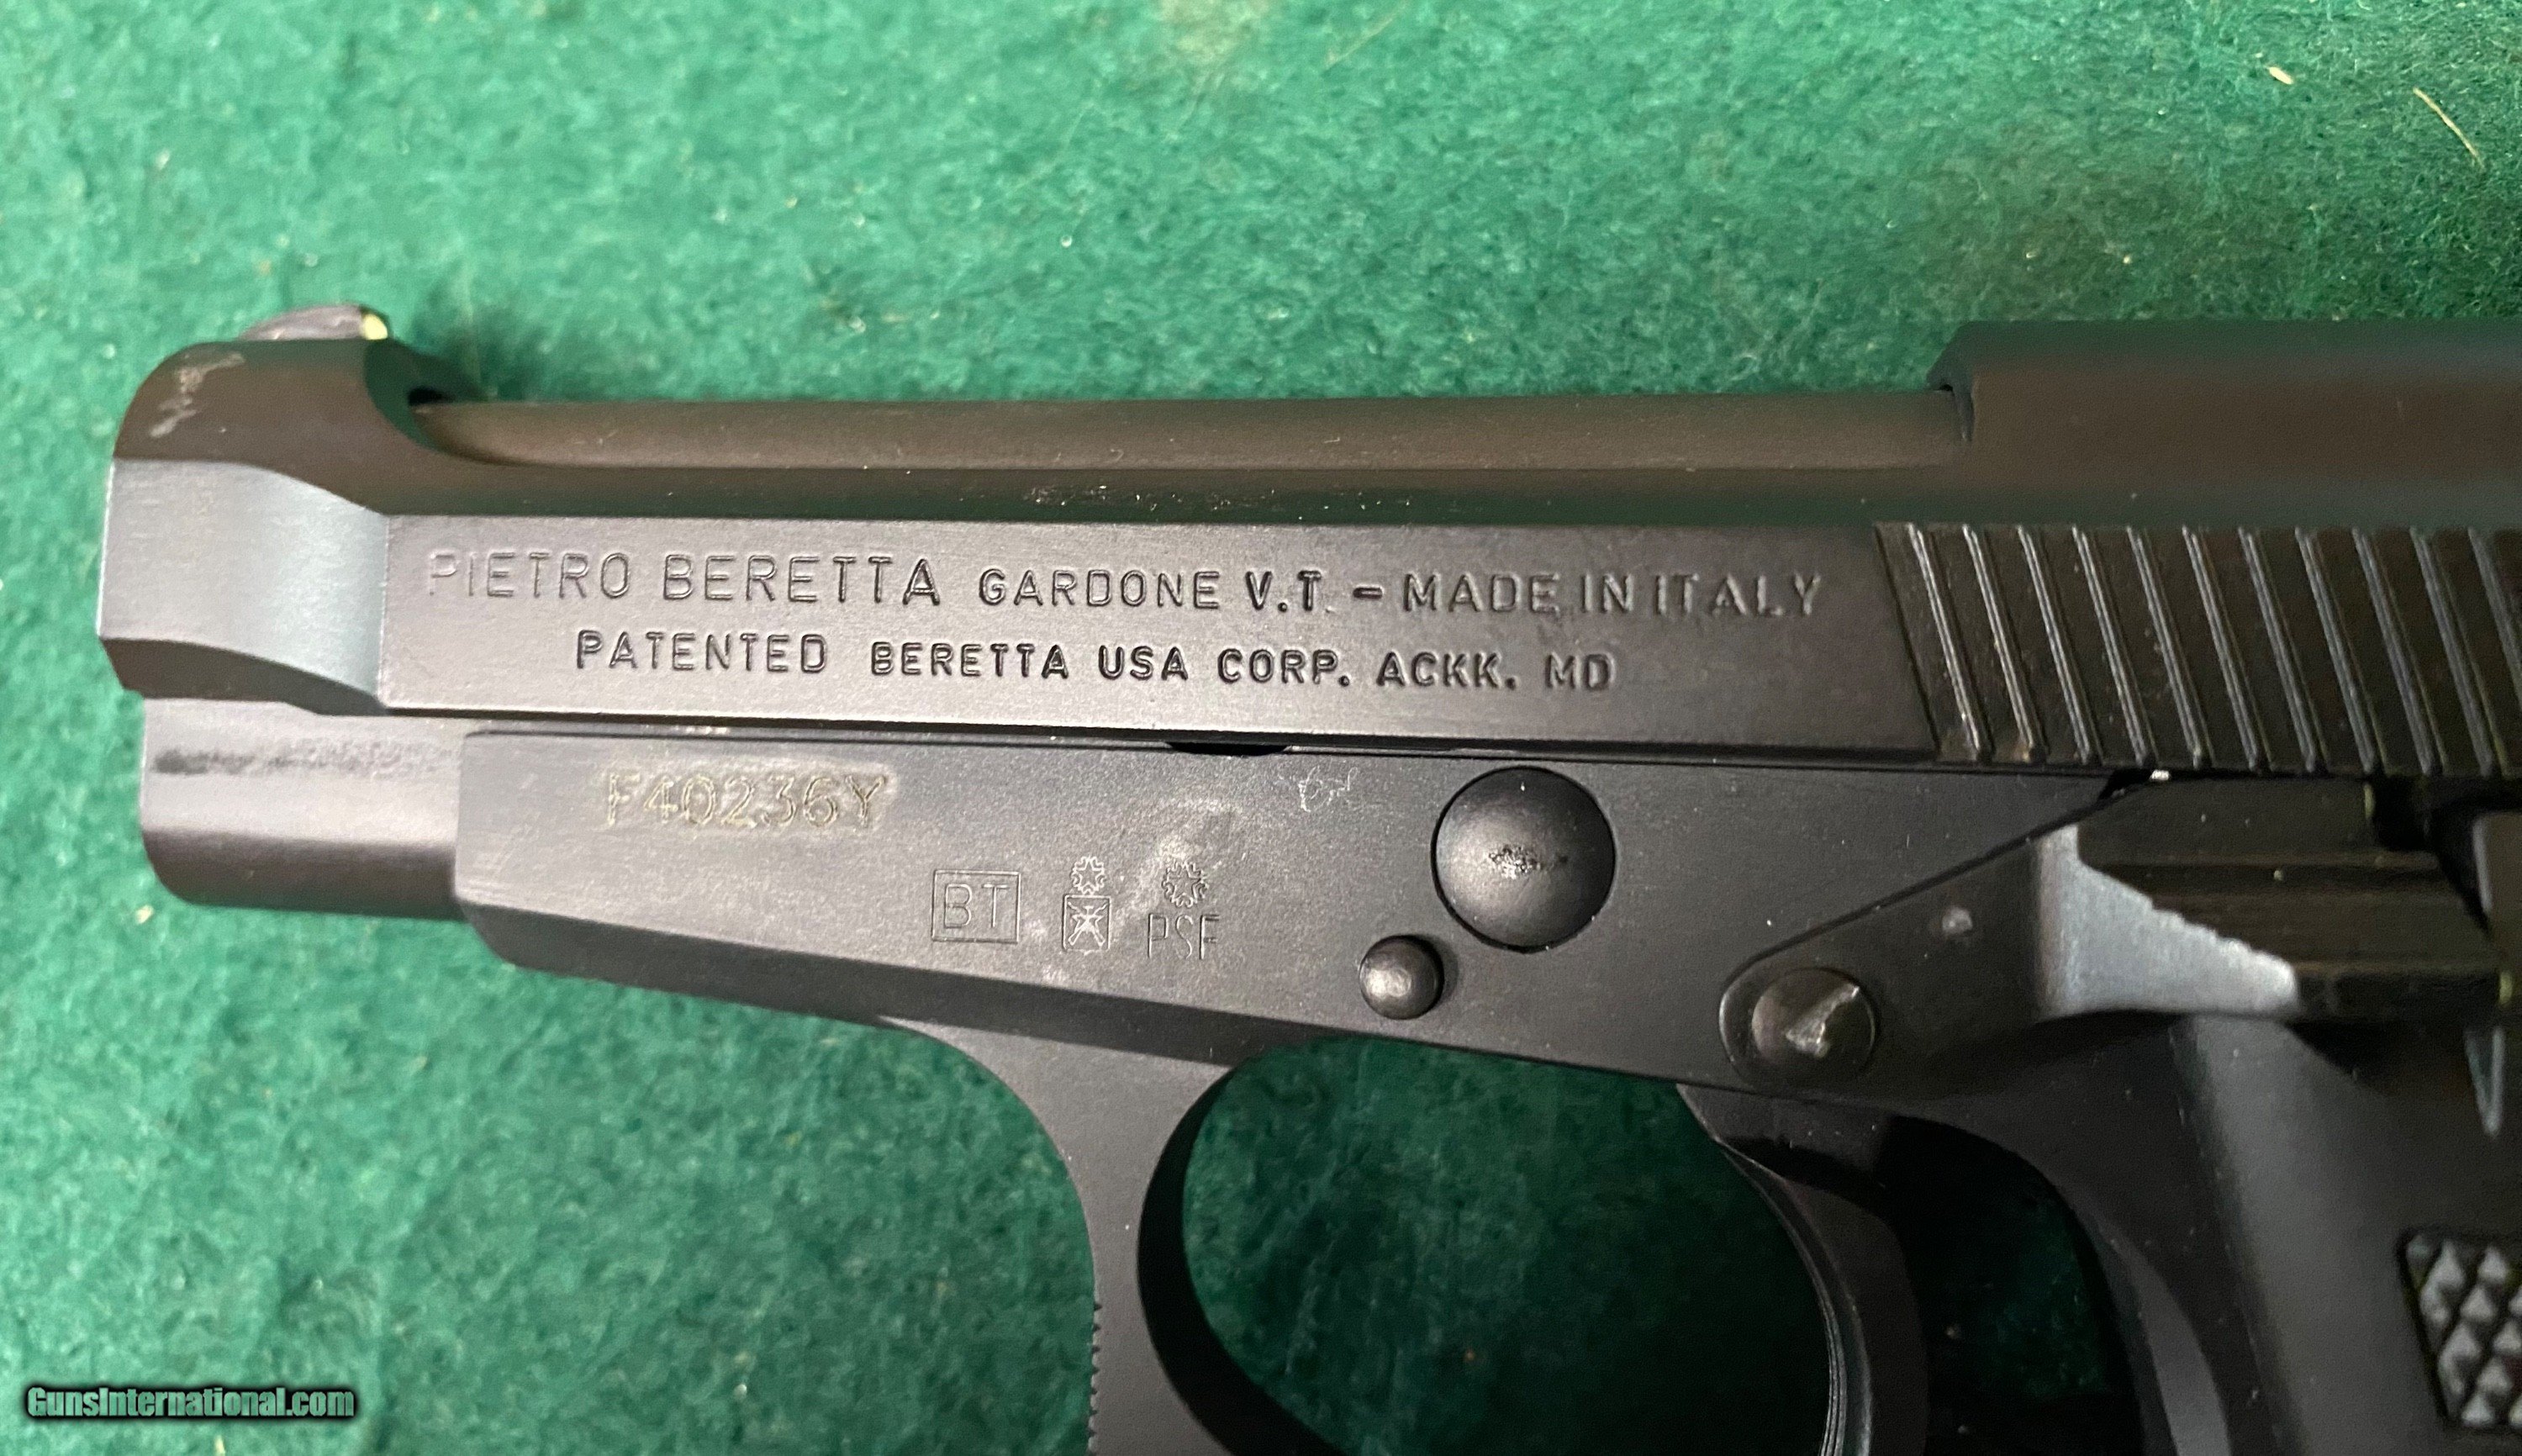 PIETRO BERETTA GARDONE V.T. - MADE IN ITALY
PATENTED BERETTA USA CORP. ACKK. MD
F40236Y
BT
PSF
GunsInternational.com